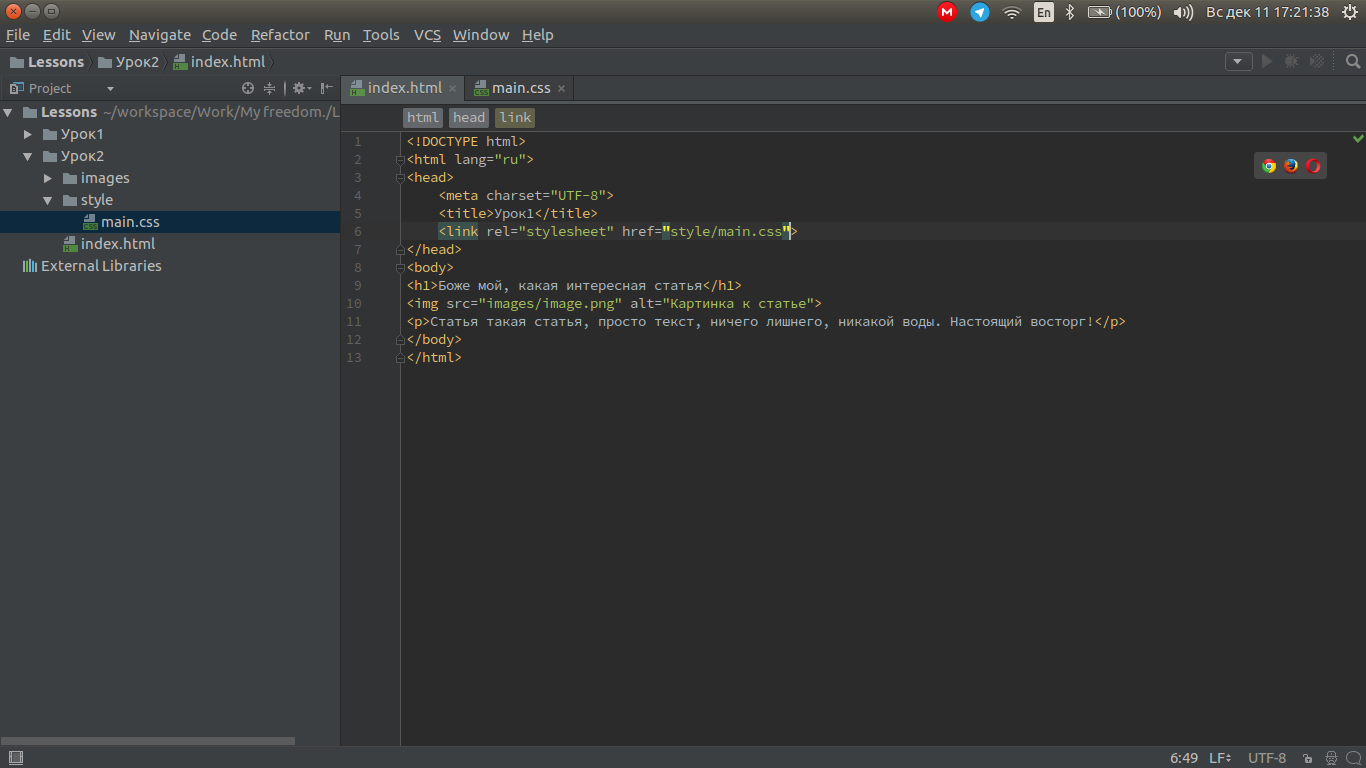 En (100%) Вс дек 11 17:21:38
File Edit View Navigate Code Refactor Run Tools VCS Window Help
Lessons Урок2 index.html
Project
index.html main.css
Lessons ~/workspace/Work/My freedom./L
Урок1
Урок2
images
style
main.css
index.html
External Libraries
html head link
1 <!DOCTYPE html>
2 <html lang="ru">
3 <head>
4 <meta charset="UTF-8">
5 <title>Урок1</title>
6 <link rel="stylesheet" href="style/main.css">
7 </head>
8 <body>
9 <h1>Боже мой, какая интересная статья</h1>
10 <img src="images/image.png" alt="Картинка к статье">
11 <p>Статья такая статья, просто текст, ничего лишнего, никакой воды. Настоящий восторг!</p>
12 </body>
13 </html>
6:49 LF UTF-8